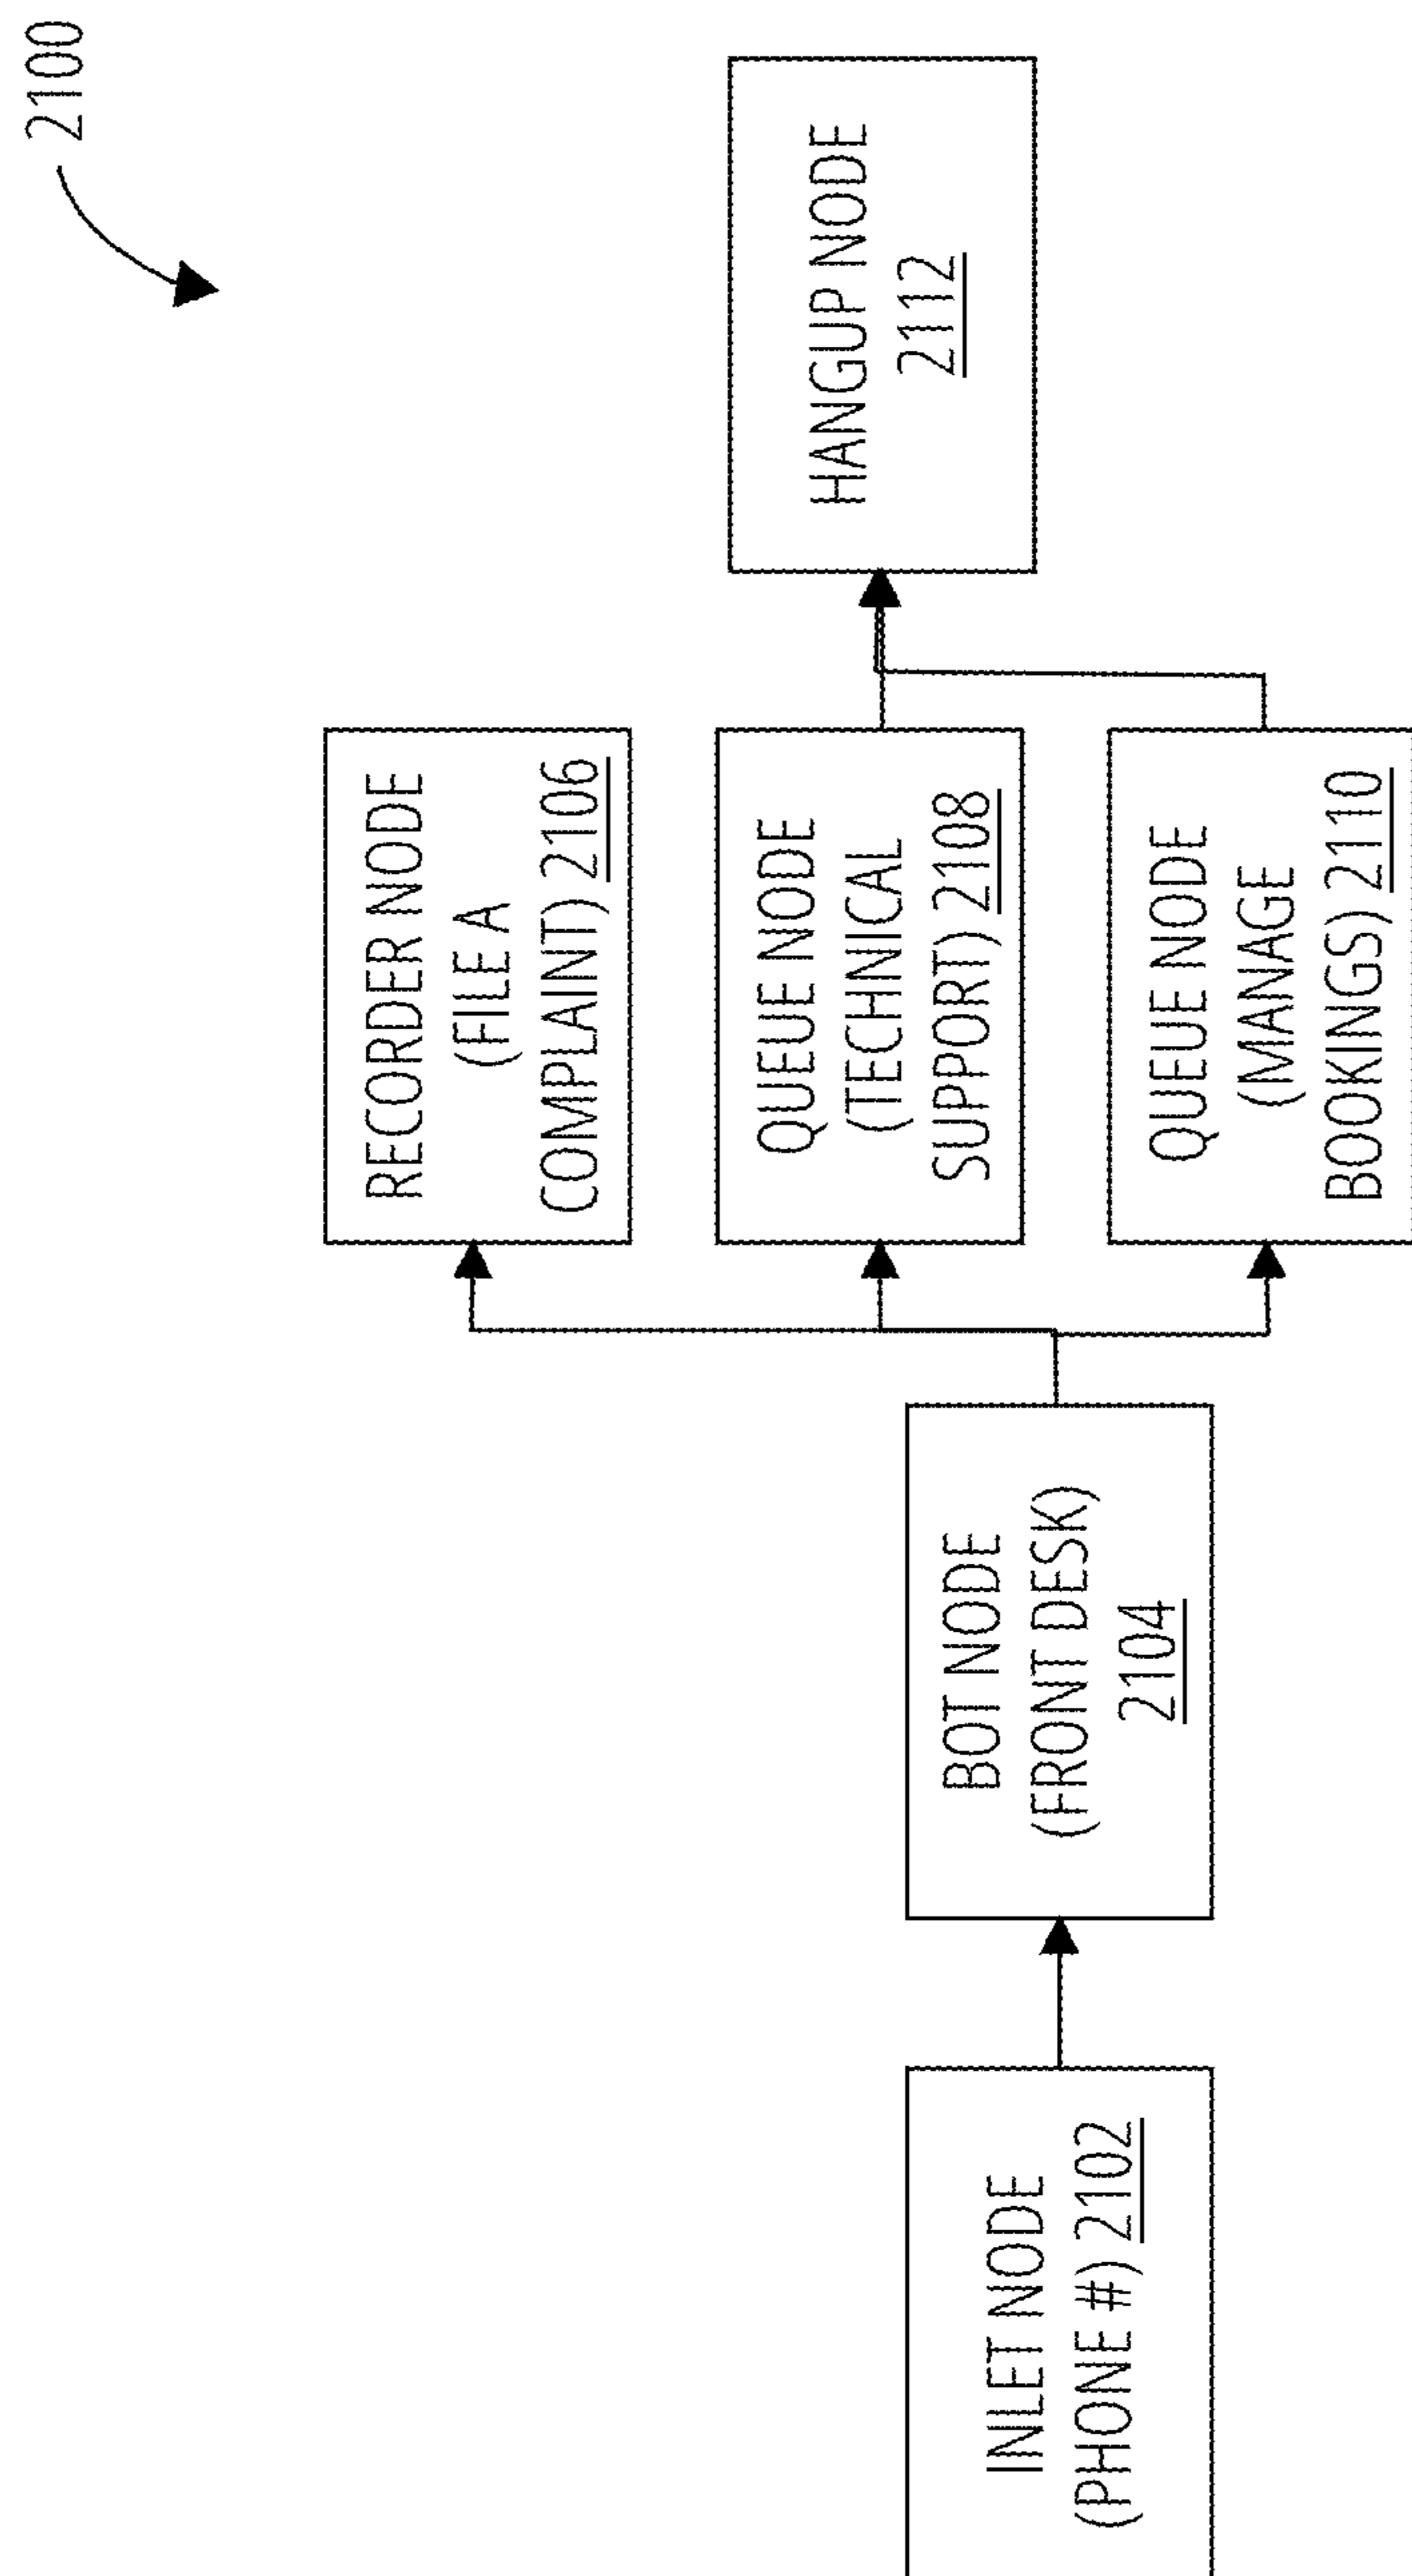 2100
INLET NODE
(PHONE #) 2102
BOT NODE
(FRONT DESK)
2104
RECORDER NODE
(FILE A
COMPLAINT) 2106
QUEUE NODE
(TECHNICAL
SUPPORT) 2108
QUEUE NODE
(MANAGE
BOOKINGS) 2110
HANGUP NODE
2112